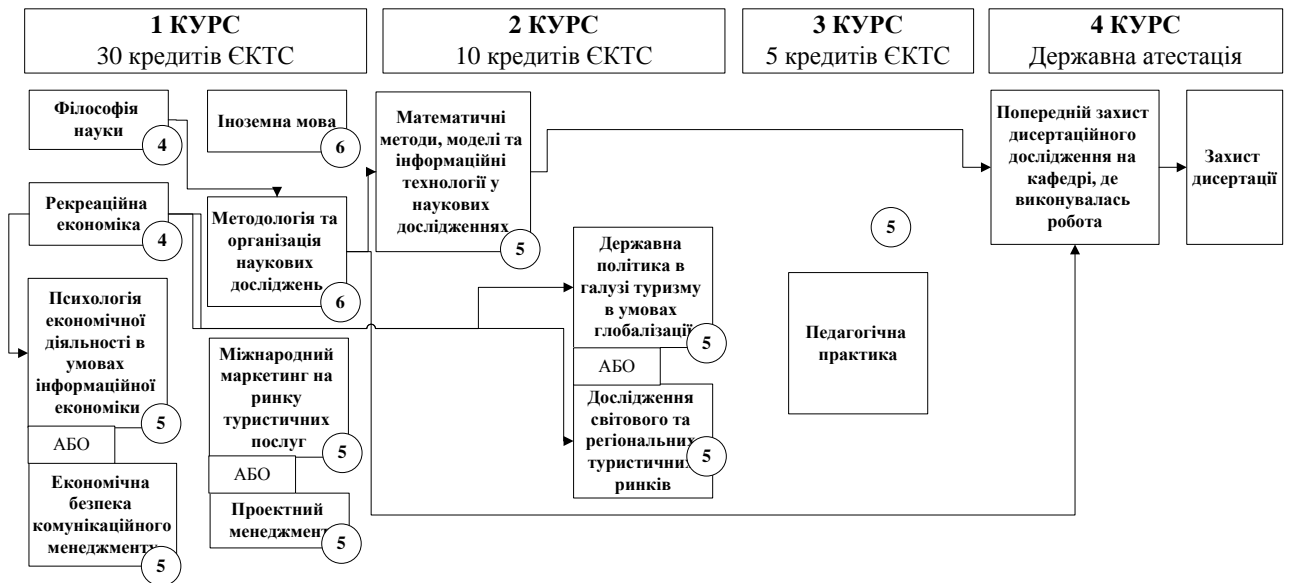 1 КУРС
30 кредитів ЄКТС
2 КУРС
10 кредитів ЄКТС
3 КУРС
5 кредитів ЄКТС
4 КУРС
Державна атестація
Філософія
науки
4
Іноземна мова
6
Рекреаційна
економіка
4
Методологія та
організація
наукових
досліджень
6
Психологія
економічної
діяльності в
умовах
інформаційної
економіки
5
АБО
Економічна
безпека
комунікаційного
менеджменту
5
Міжнародний
маркетинг на
ринку
туристичних
послуг
5
АБО
Проектний
менеджмент
5
Математичні
методи, моделі та
інформаційні
технології у
наукових
дослідженнях
5
Державна
політика в
галузі туризму
в умовах
глобалізації
5
АБО
Дослідження
світового та
регіональних
туристичних
ринків
5
5
Педагогічна
практика
Попередній захист
дисертаційного
дослідження на
кафедрі, де
виконувалась
робота
Захист
дисертації